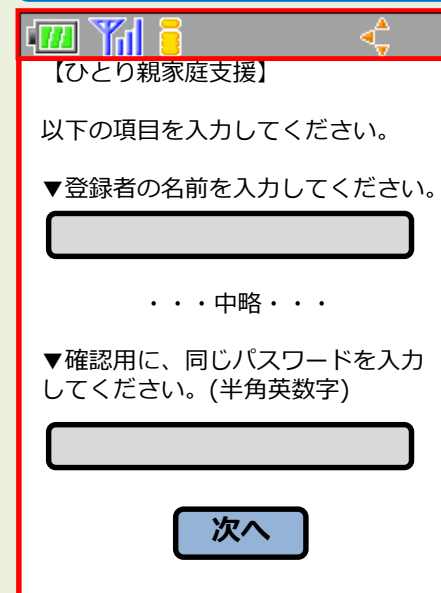 【ひとり親家庭支援】
以下の項目を入力してください。
▼登録者の名前を入力してください。
・・・中略・・・
▼確認用に、同じパスワードを入力
してください。(半角英数字)
次へ